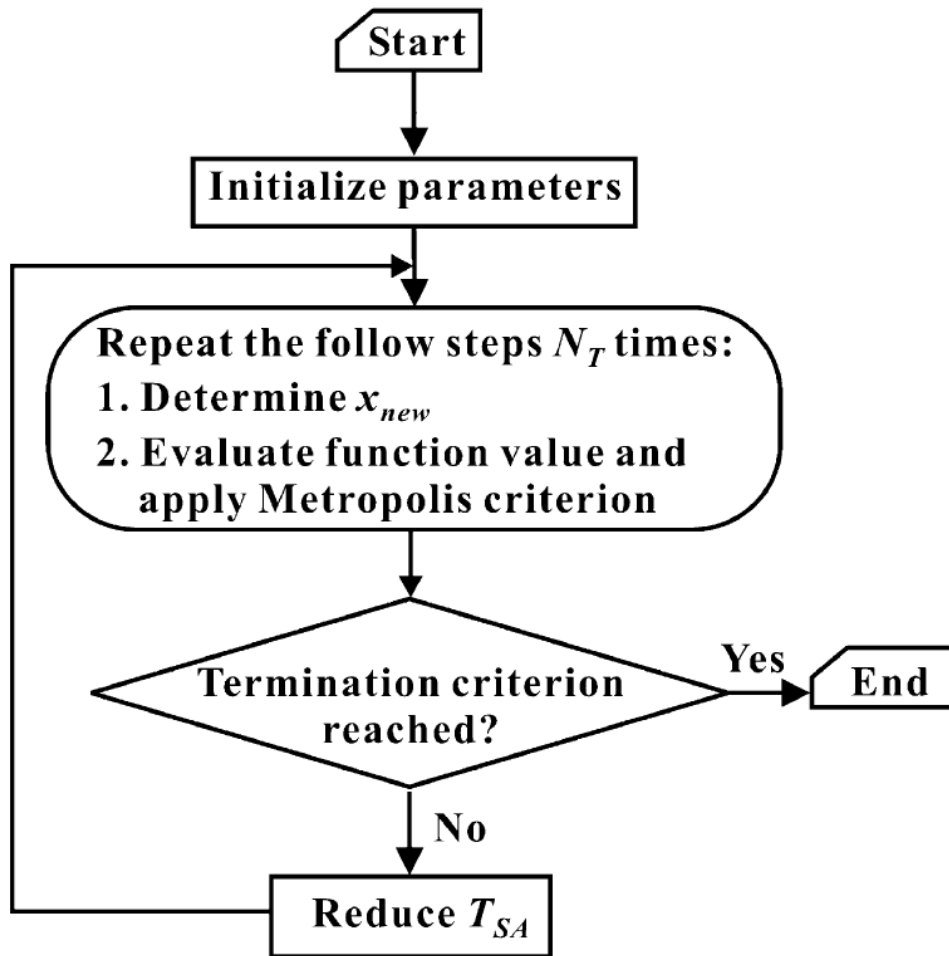 Start
Initialize parameters
Repeat the follow steps N_T times:
1. Determine x_new
2. Evaluate function value and
apply Metropolis criterion
Termination criterion
reached?
Yes
End
No
Reduce T_SA